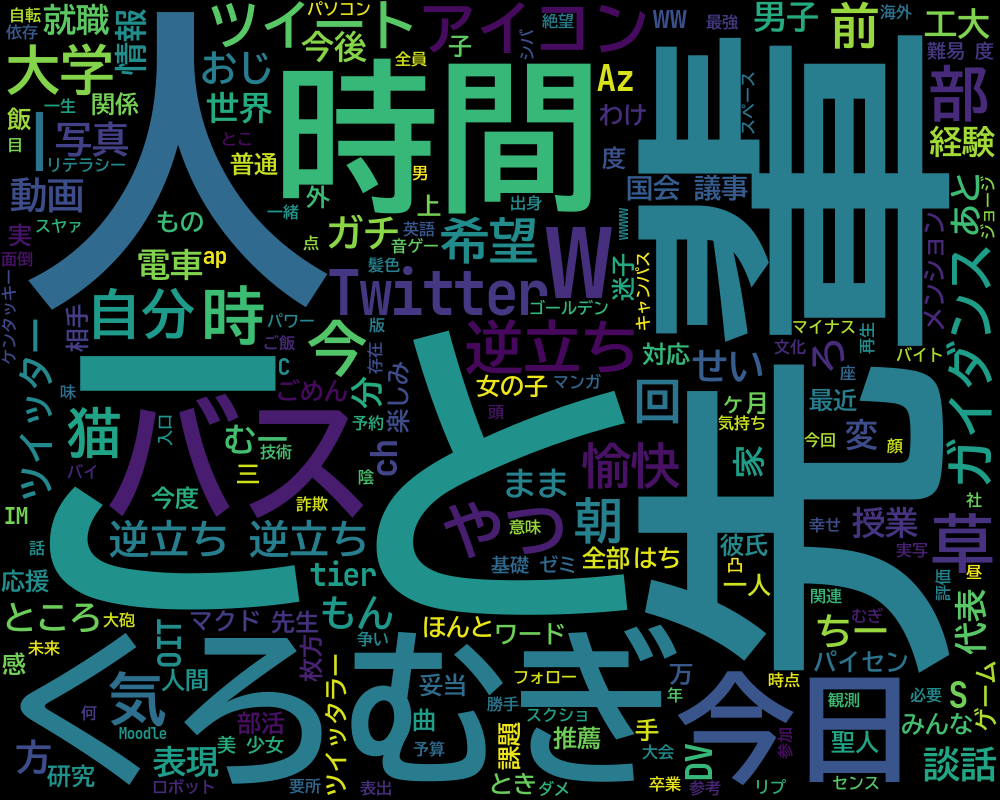 自転
就職
情報
ツイート
パソコン
今後
全員
アイコン
子
絶望
シバ
WW
最強
男子
前
海外
工大
難易 度
依存
大学
人
おじ
時間
Az
事車
部
一生
関係
世界
わけ
スペース
飯
写真
普通
とこ
男
度
経験
目
リテラシー
外
上
出身
国会 議事
動画
スヤァ
もの
一緒
ガチ
英語
音ゲー
希望
W
www
迷子
キャンパス
メンション
あと
ジョージ
実
面倒
電車
ap
点
髪色
Twitter
ゴールデン
ガイダンス
ケンタッキー
ツイッター
相手
自分
時
パワー
ご飯
今
版
存在
逆立ち
対応
せい
マイナス
文化
ろ
再生
バイト
一
C
ごめん
分
楽しみ
女の子
マンガ
回
ヶ月
気持ち
最近
座
味
猫
バス
むー
入口
技術
予約
こと
頭
愉快
家
今回
変
顔
バイ
三
陰
ch
まま
歩
今度
詐欺
やつ
意味
朝
幸せ
授業
草
社
IM
話
逆立ち 逆立ち
全部
はち
彼氏
凸
一人
実写
昼
応援
tier
基礎 ゼミ
関連
評価
代表
ところ
大砲
OIT
マクド
先生
もん
争い
ほんと
ワード
むぎ
ちー
感
未来
くろむぎ
人間
枚方
ツイッタラー
妥当
フォロー
万
パイセン
時点
ゲーム
何
気
部活
曲
勝手
スクショ
年
今日
観測
必要
S
みんな
方
Moodle
表現
美 少女
予算
課題
推薦
手
DV
参加
聖人
談話
研究
ロボット
要所
表出
とき
ダメ
大会
卒業
参考
リプ
センス